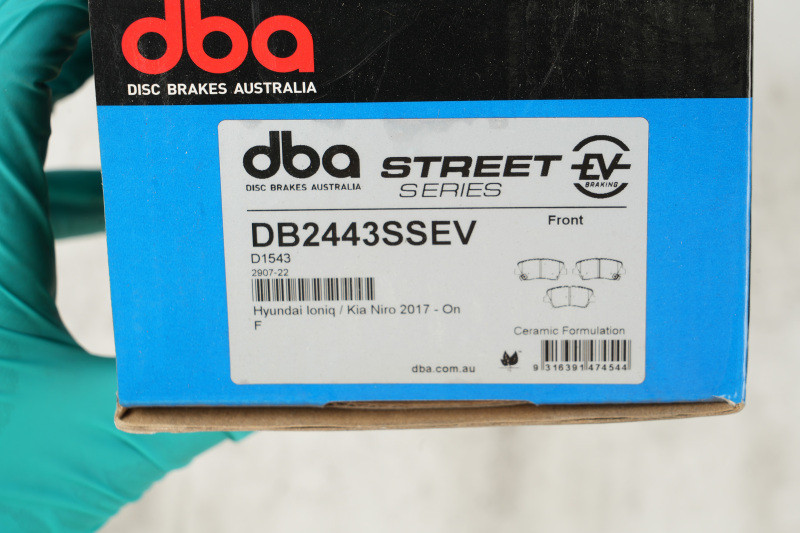 dba
DISC BRAKES AUSTRALIA
dba
DISC BRAKES AUSTRALIA
STREET
SERIES
EV
BRAKING
DB2443SSEV
Front
D1543
2907-22
Hyundai Ioniq / Kia Niro 2017 - On
F
Ceramic Formulation
dba.com.au
9 316391 474544